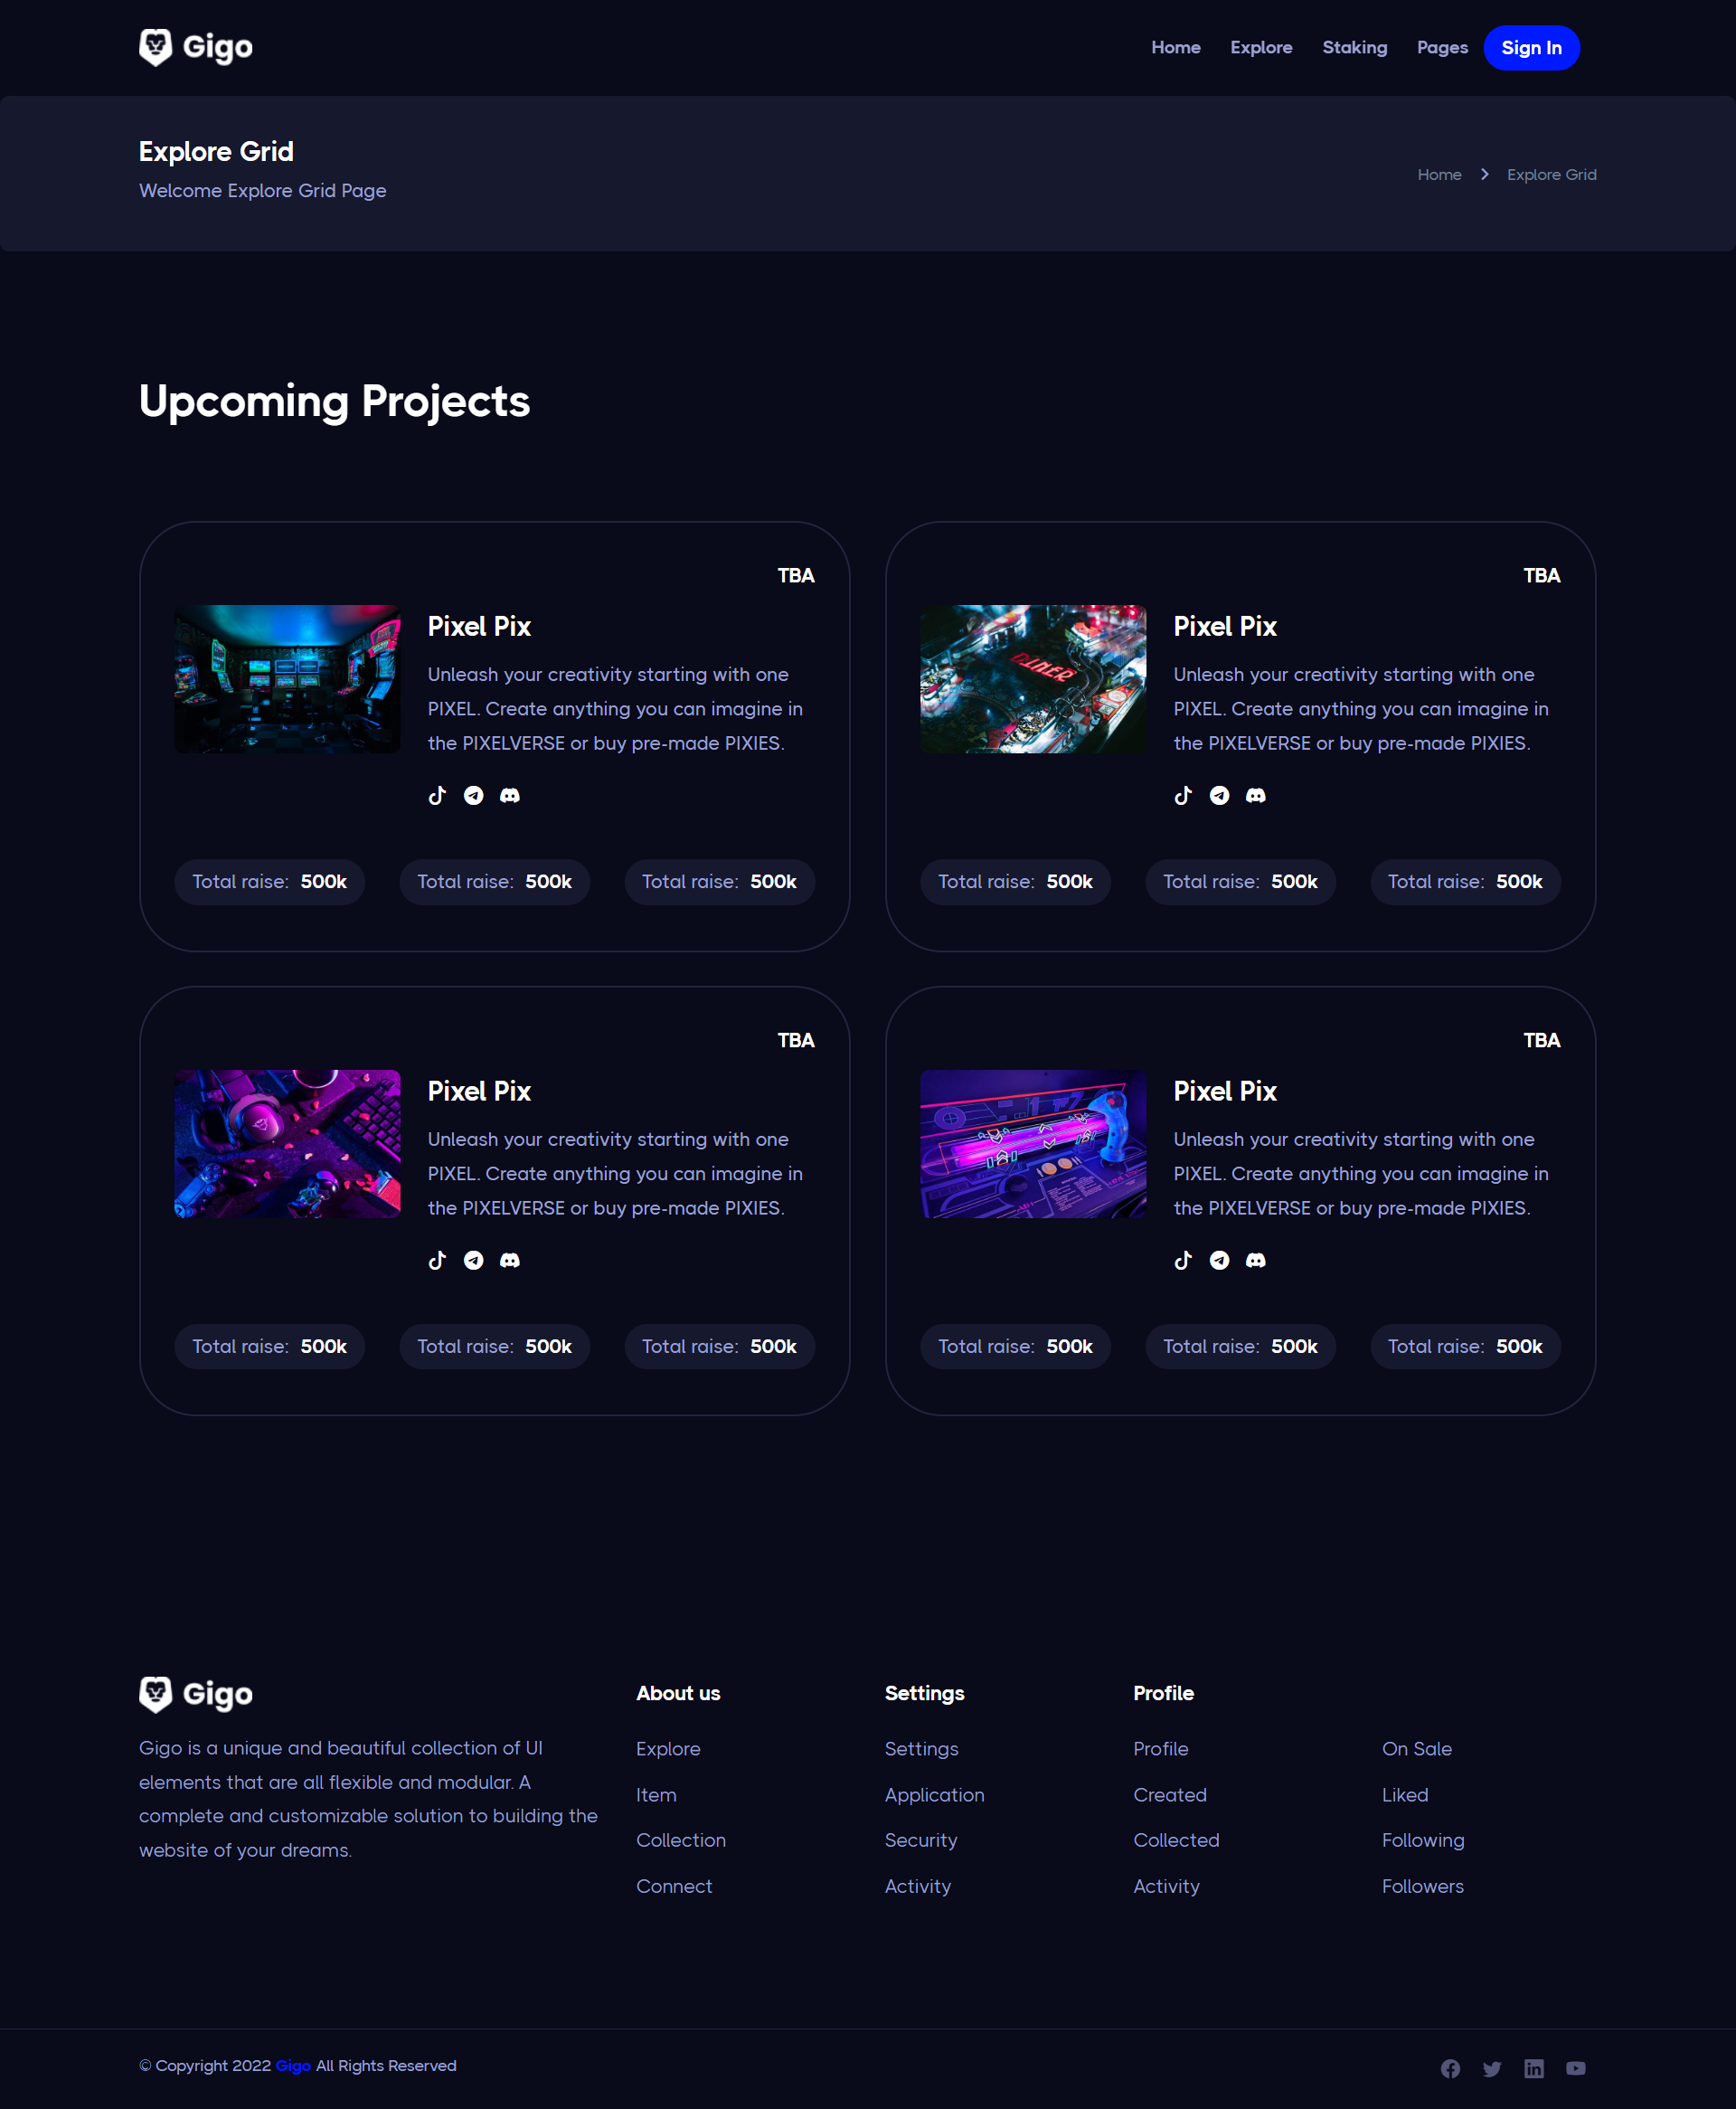 Gigo
Home Explore Staking Pages Sign In
Explore Grid
Welcome Explore Grid Page
Home Explore Grid
Upcoming Projects
TBA
Pixel Pix
Unleash your creativity starting with one
PIXEL. Create anything you can imagine in
the PIXELVERSE or buy pre-made PIXIES.
Total raise: 500k Total raise: 500k Total raise: 500k
TBA
DINER
Pixel Pix
Unleash your creativity starting with one
PIXEL. Create anything you can imagine in
the PIXELVERSE or buy pre-made PIXIES.
Total raise: 500k Total raise: 500k Total raise: 500k
TBA
Pixel Pix
Unleash your creativity starting with one
PIXEL. Create anything you can imagine in
the PIXELVERSE or buy pre-made PIXIES.
Total raise: 500k Total raise: 500k Total raise: 500k
TBA
Pixel Pix
Unleash your creativity starting with one
PIXEL. Create anything you can imagine in
the PIXELVERSE or buy pre-made PIXIES.
Total raise: 500k Total raise: 500k Total raise: 500k
Gigo
Gigo is a unique and beautiful collection of UI
elements that are all flexible and modular. A
complete and customizable solution to building the
website of your dreams.
About us
Explore
Item
Collection
Connect
Settings
Settings
Application
Security
Activity
Profile
Profile
Created
Collected
Activity
On Sale
Liked
Following
Followers
© Copyright 2022 Gigo All Rights Reserved